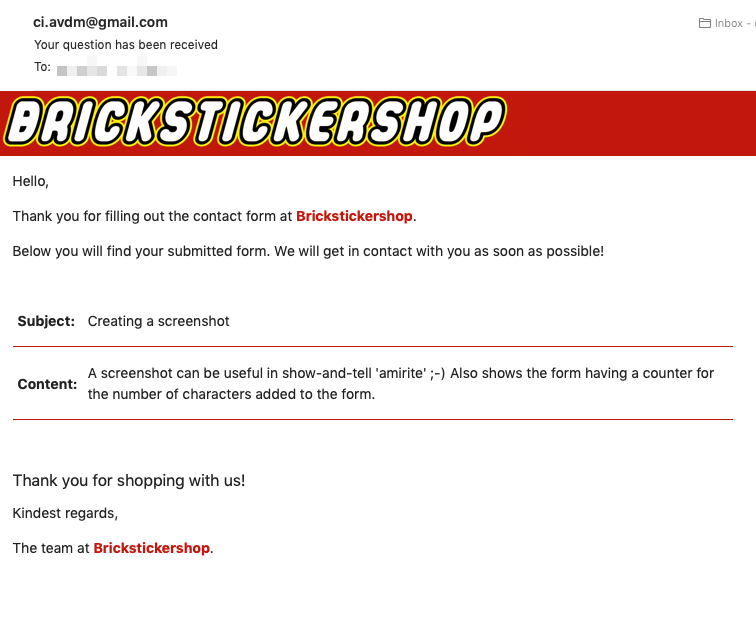 ci.avdm@gmail.com
Inbox -
Your question has been received
To:
BRICKSTICKERSHOP
Hello,
Thank you for filling out the contact form at Brickstickershop.
Below you will find your submitted form. We will get in contact with you as soon as possible!
Subject: Creating a screenshot
Content: A screenshot can be useful in show-and-tell 'amirite' ;-) Also shows the form having a counter for
the number of characters added to the form.
Thank you for shopping with us!
Kindest regards,
The team at Brickstickershop.